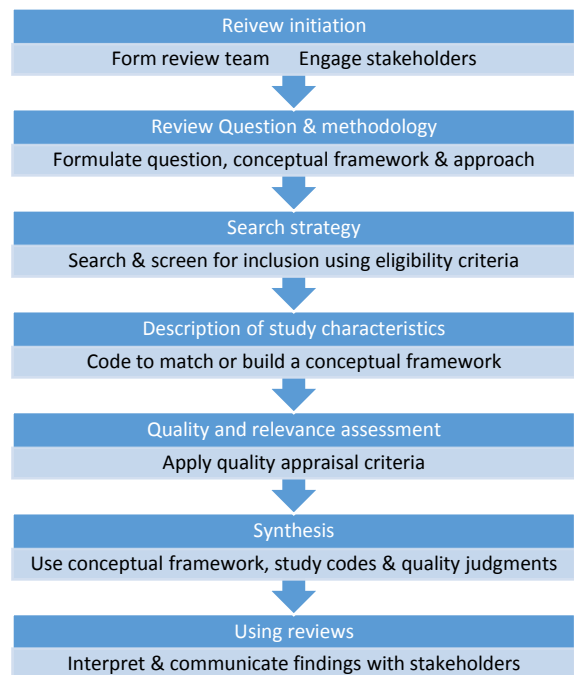 Reivew initiation
Form review team Engage stakeholders
Review Question & methodology
Formulate question, conceptual framework & approach
Search strategy
Search & screen for inclusion using eligibility criteria
Description of study characteristics
Code to match or build a conceptual framework
Quality and relevance assessment
Apply quality appraisal criteria
Synthesis
Use conceptual framework, study codes & quality judgments
Using reviews
Interpret & communicate findings with stakeholders